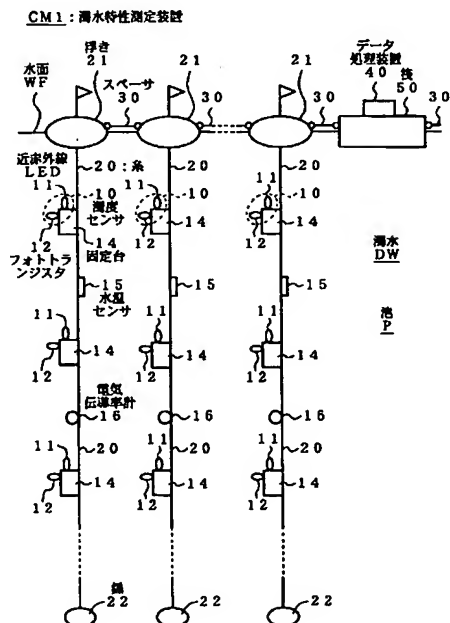 CM1：濁水特性測定装置
浮き
21
21
21
データ
処理装置
40
筏
50
30
水面
WF
スペーサ
30
30
近赤外線
LED
20：糸
20
20
11
10
11
10
11
10
濁度
センサ
14
14
14
12
12
12
フォトトラ
ンジスタ
固定台
15
15
15
水温
センサ
濁水
DW
池
P
11
11
11
14
14
14
12
12
12
電気
伝導率計
16
16
16
11
11
11
20
20
20
14
14
14
12
12
12
錘
22
22
22